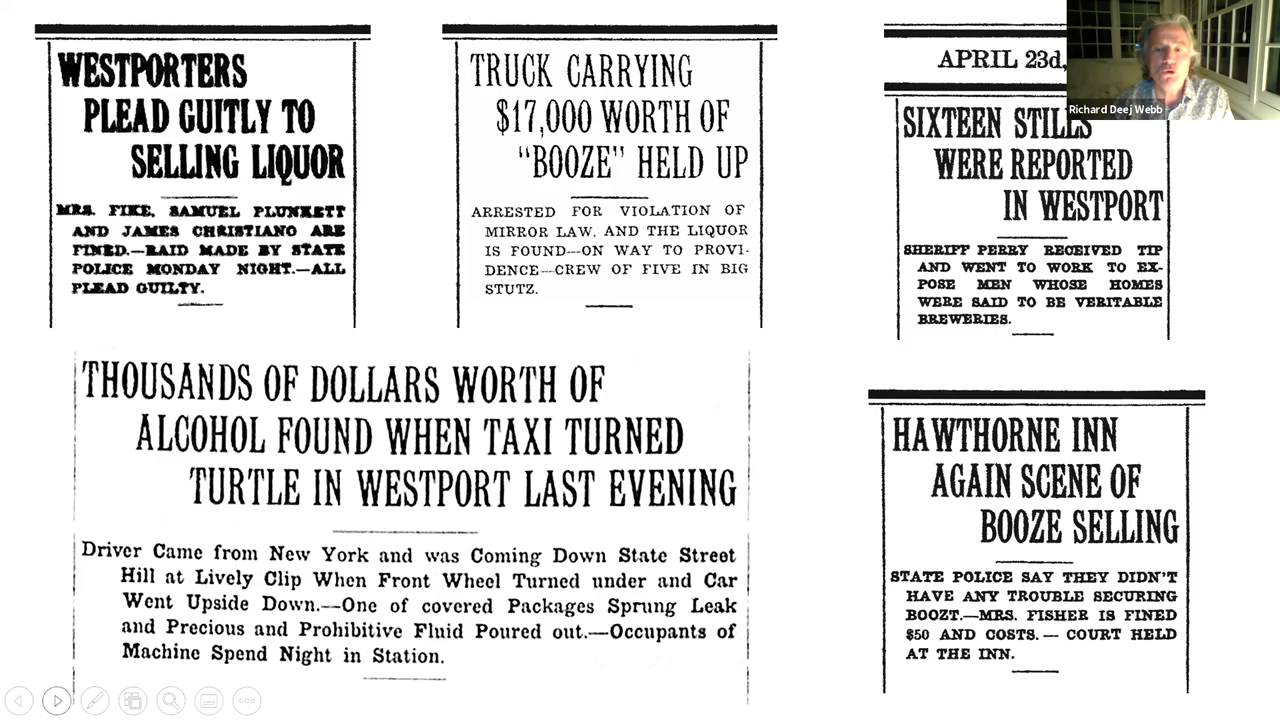 WESTPORTERS
PLEAD GUITLY TO
SELLING LIQUOR
MRS. FIKE, SAMUEL PLUNKETT
AND JAMES CHRISTIANO ARE
FINED.—RAID MADE BY STATE
POLICE MONDAY NIGHT.—ALL
PLEAD GUILTY.
TRUCK CARRYING
$17,000 WORTH OF
"BOOZE" HELD UP
ARRESTED FOR VIOLATION OF
MIRROR LAW, AND THE LIQUOR
IS FOUND—ON WAY TO PROVI-
DENCE—CREW OF FIVE IN BIG
STUTZ.
APRIL 23d,
Richard Deej Webb
SIXTEEN STILLS
WERE REPORTED
IN WESTPORT
SHERIFF PERRY RECEIVED TIP
AND WENT TO WORK TO EX-
POSE MEN WHOSE HOMES
WERE SAID TO BE VERITABLE
BREWERIES.
THOUSANDS OF DOLLARS WORTH OF
ALCOHOL FOUND WHEN TAXI TURNED
TURTLE IN WESTPORT LAST EVENING
Driver Came from New York and was Coming Down State Street
Hill at Lively Clip When Front Wheel Turned under and Car
Went Upside Down.—One of covered Packages Sprung Leak
and Precious and Prohibitive Fluid Poured out.—Occupants of
Machine Spend Night in Station.
HAWTHORNE INN
AGAIN SCENE OF
BOOZE SELLING
STATE POLICE SAY THEY DIDN'T
HAVE ANY TROUBLE SECURING
BOOZT.—MRS. FISHER IS FINED
$50 AND COSTS.— COURT HELD
AT THE INN.